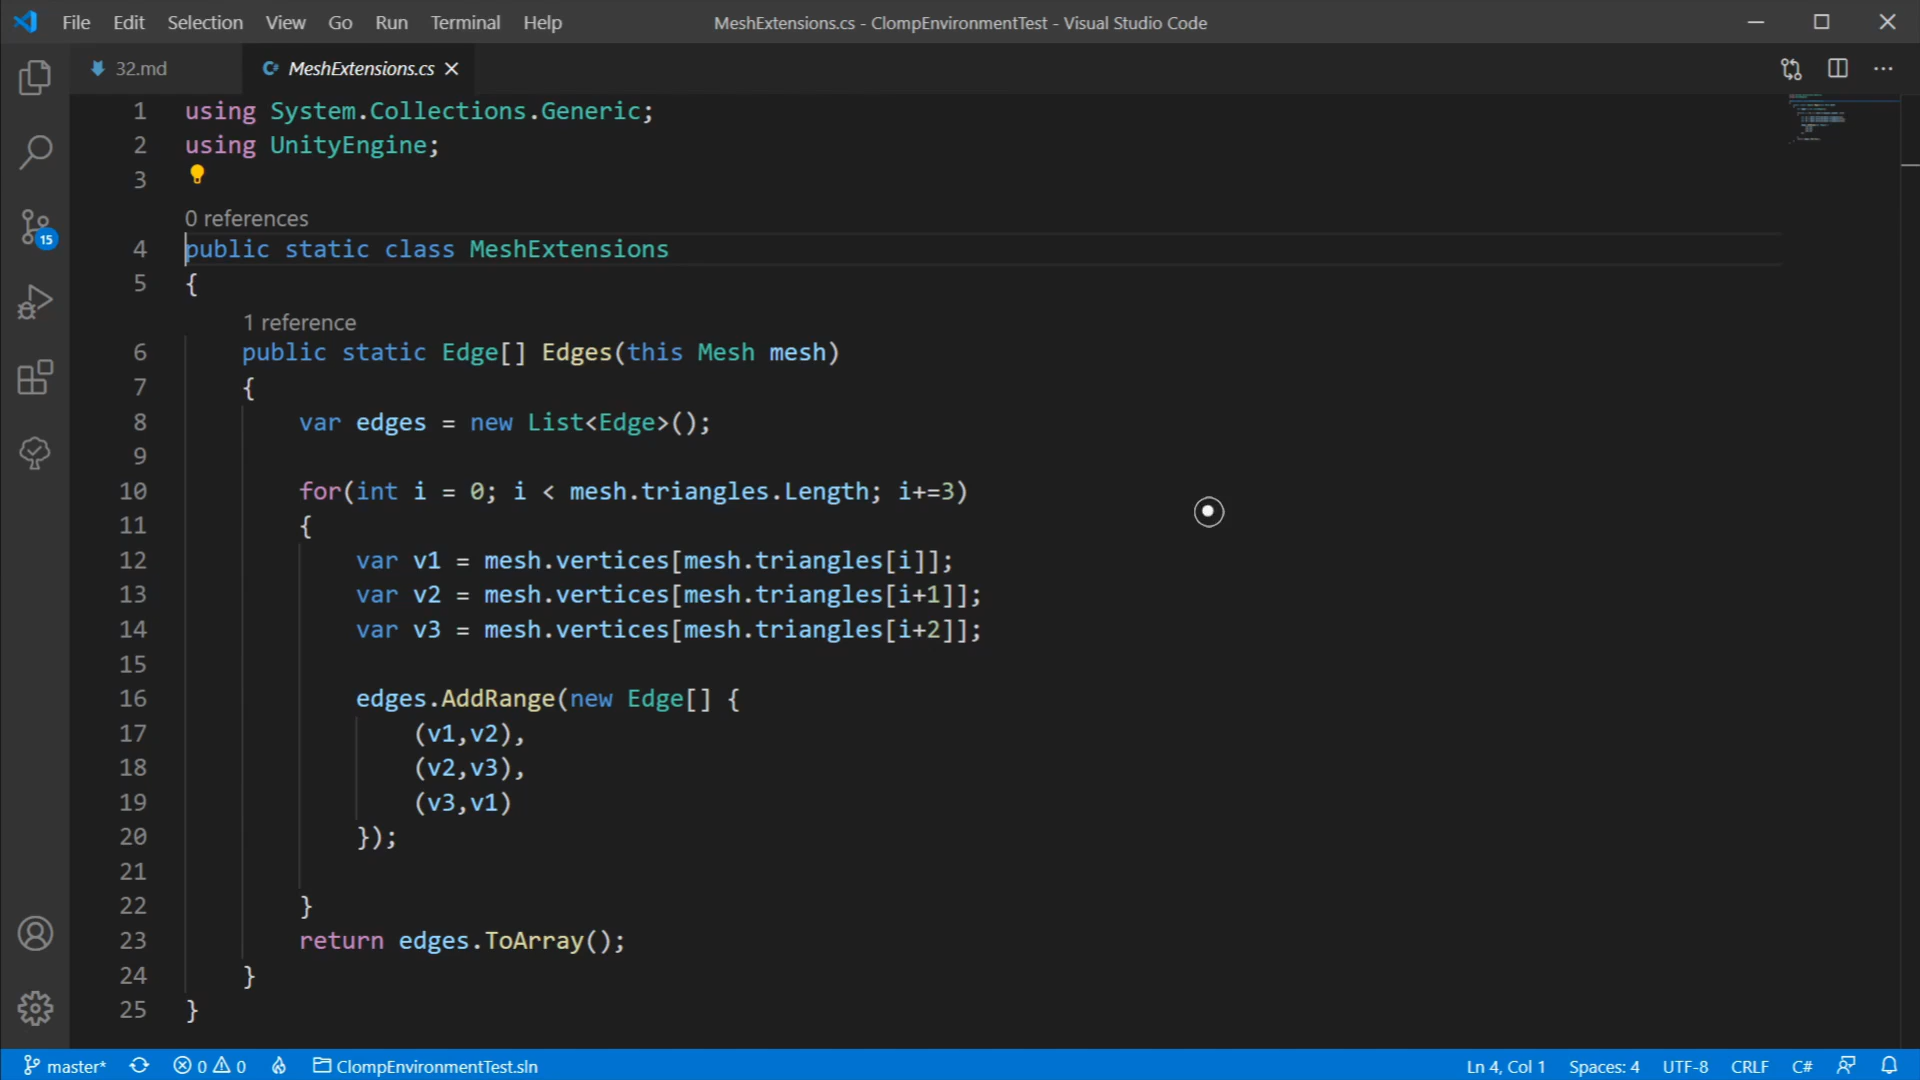 File Edit Selection View Go Run Terminal Help MeshExtensions.cs - ClompEnvironmentTest - Visual Studio Code
32.md C# MeshExtensions.cs
1 using System.Collections.Generic;
2 using UnityEngine;
3
0 references
4 public static class MeshExtensions
5 {
1 reference
6 public static Edge[] Edges(this Mesh mesh)
7 {
8 var edges = new List<Edge>();
9
10 for(int i = 0; i < mesh.triangles.Length; i+=3)
11 {
12 var v1 = mesh.vertices[mesh.triangles[i]];
13 var v2 = mesh.vertices[mesh.triangles[i+1]];
14 var v3 = mesh.vertices[mesh.triangles[i+2]];
15
16 edges.AddRange(new Edge[] {
17 (v1,v2),
18 (v2,v3),
19 (v3,v1)
20 });
21
22 }
23 return edges.ToArray();
24 }
25 }
15
master* 0 0 ClompEnvironmentTest.sln Ln 4, Col 1 Spaces: 4 UTF-8 CRLF C#